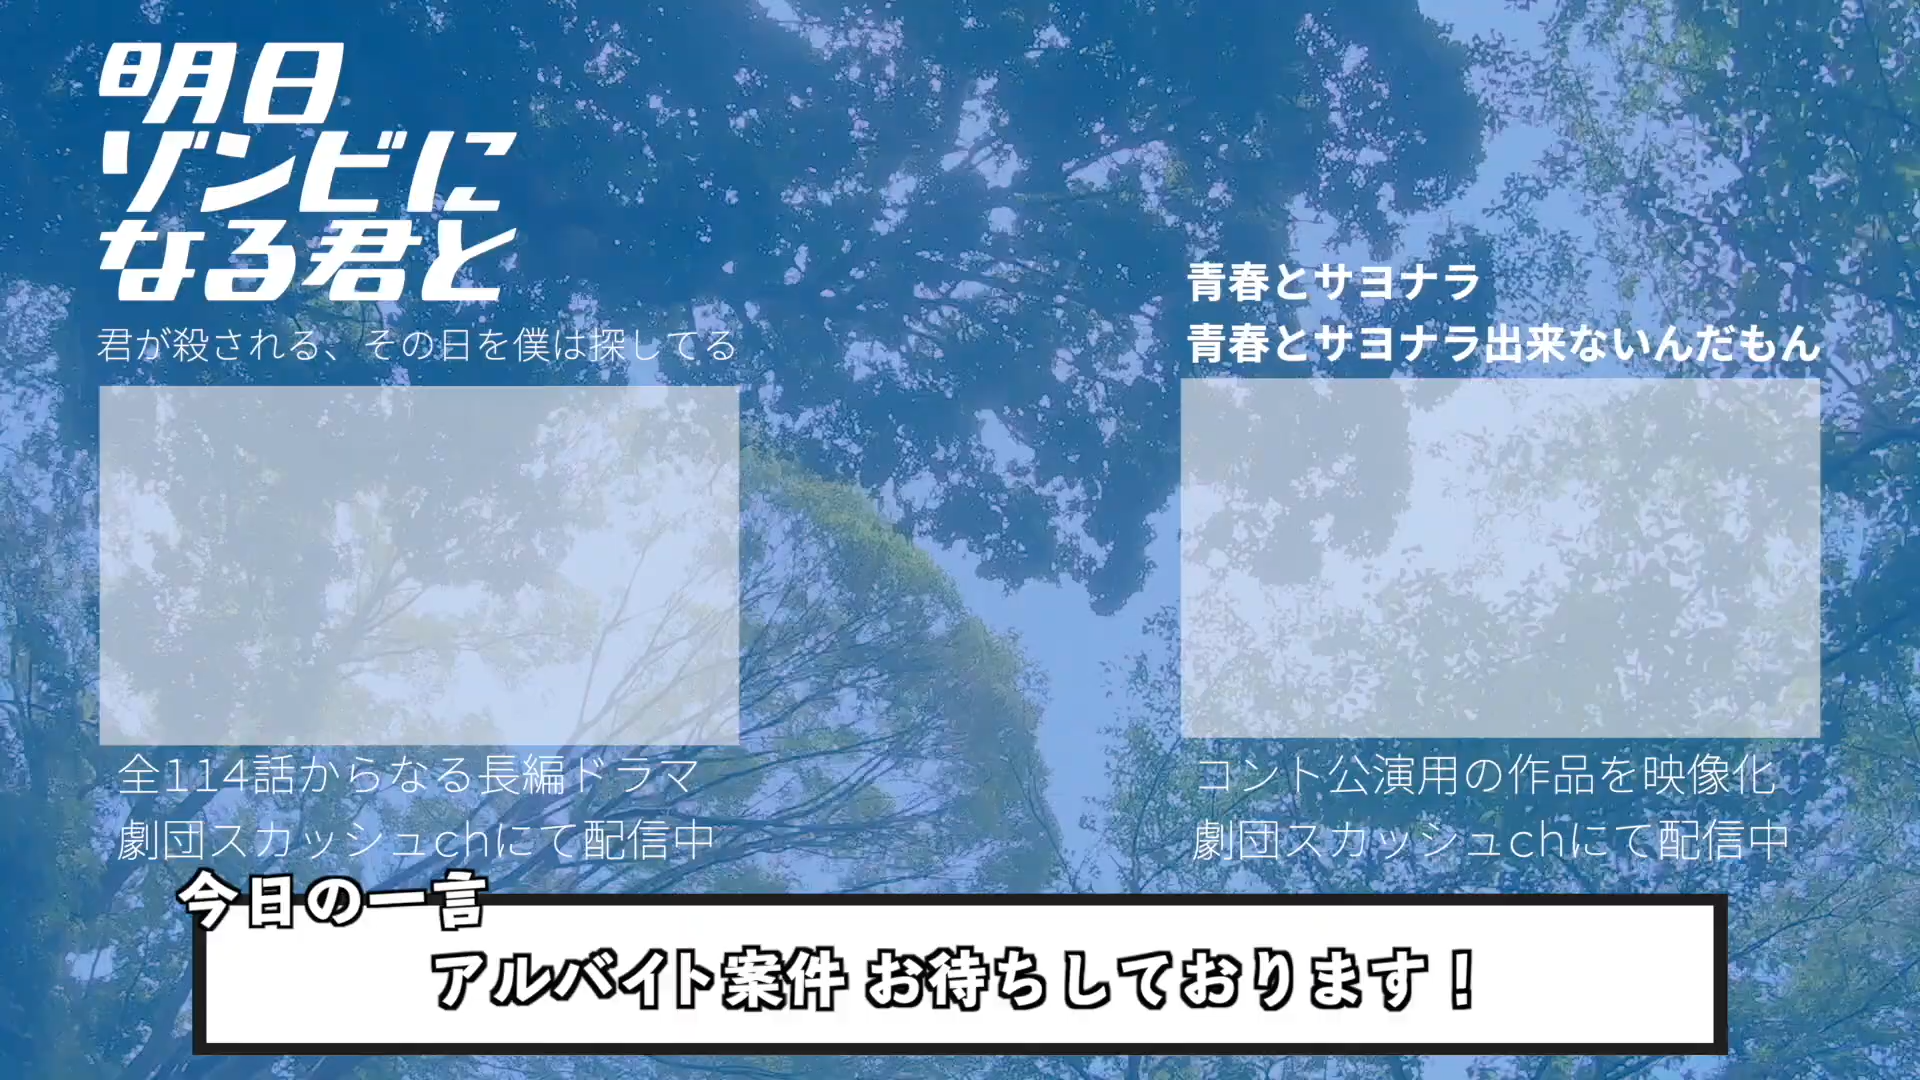 明日
ゾンビに
なる君と
君が殺される、その日を僕は探してる
全114話からなる長編ドラマ
劇団スカッシュchにて配信中
青春とサヨナラ
青春とサヨナラ出来ないんだもん
コント公演用の作品を映像化
劇団スカッシュchにて配信中
今日の一言
アルバイト案件 お待ちしております！